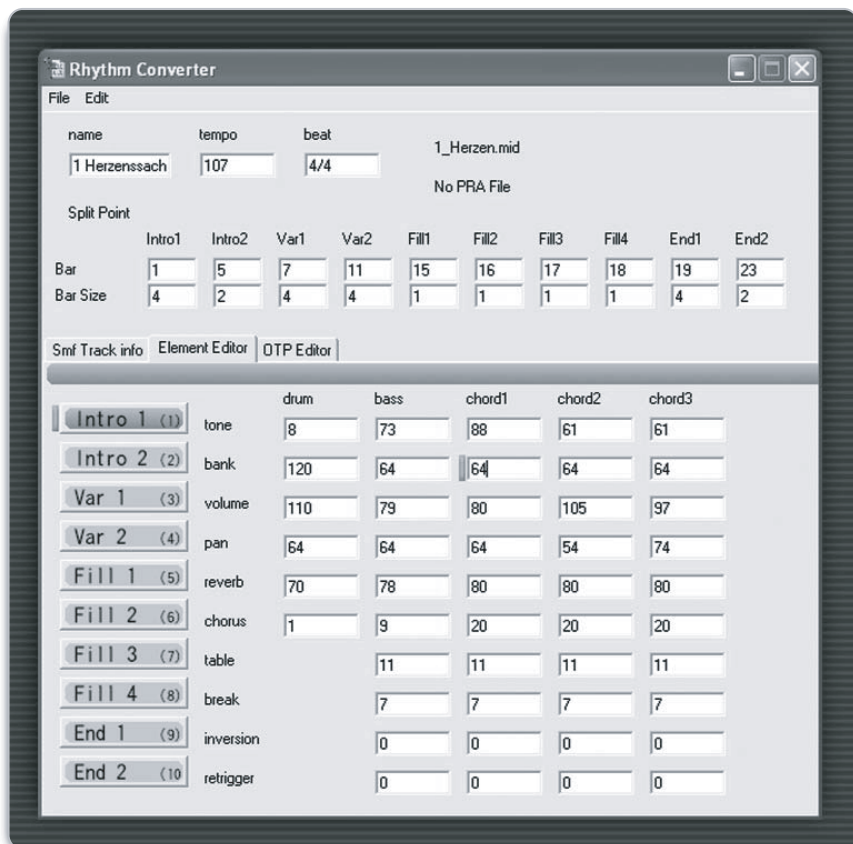 Rhythm Converter
File Edit
name tempo beat
1_Herzen.mid
1 Herzenssach 107 4/4
No PRA File
Split Point
Intro1 Intro2 Var1 Var2 Fill1 Fill2 Fill3 Fill4 End1 End2
Bar 1 5 7 11 15 16 17 18 19 23
Bar Size 4 2 4 4 1 1 1 1 4 2
Smf Track info Element Editor OTP Editor
drum bass chord1 chord2 chord3
Intro 1 (1) tone 8 73 88 61 61
Intro 2 (2) bank 120 64 64 64 64
Var 1 (3) volume 110 79 80 105 97
Var 2 (4) pan 64 64 64 54 74
Fill 1 (5) reverb 70 78 80 80 80
Fill 2 (6) chorus 1 9 20 20 20
Fill 3 (7) table 11 11 11 11
Fill 4 (8) break 7 7 7 7
End 1 (9) inversion 0 0 0 0
End 2 (10 retrigger 0 0 0 0